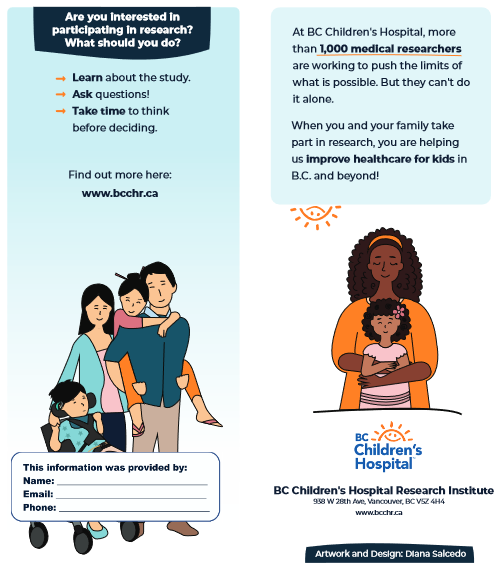 Are you interested in
participating in research?
What should you do?
Learn about the study.
Ask questions!
Take time to think
before deciding.
Find out more here:
www.bcchr.ca
This information was provided by:
Name:
Email:
Phone:
At BC Children's Hospital, more
than 1,000 medical researchers
are working to push the limits of
what is possible. But they can't do
it alone.
When you and your family take
part in research, you are helping
us improve healthcare for kids in
B.C. and beyond!
BC
Children's
Hospital
BC Children's Hospital Research Institute
938 W 28th Ave, Vancouver, BC V5Z 4H4
www.bcchr.ca
Artwork and Design: Diana Salcedo